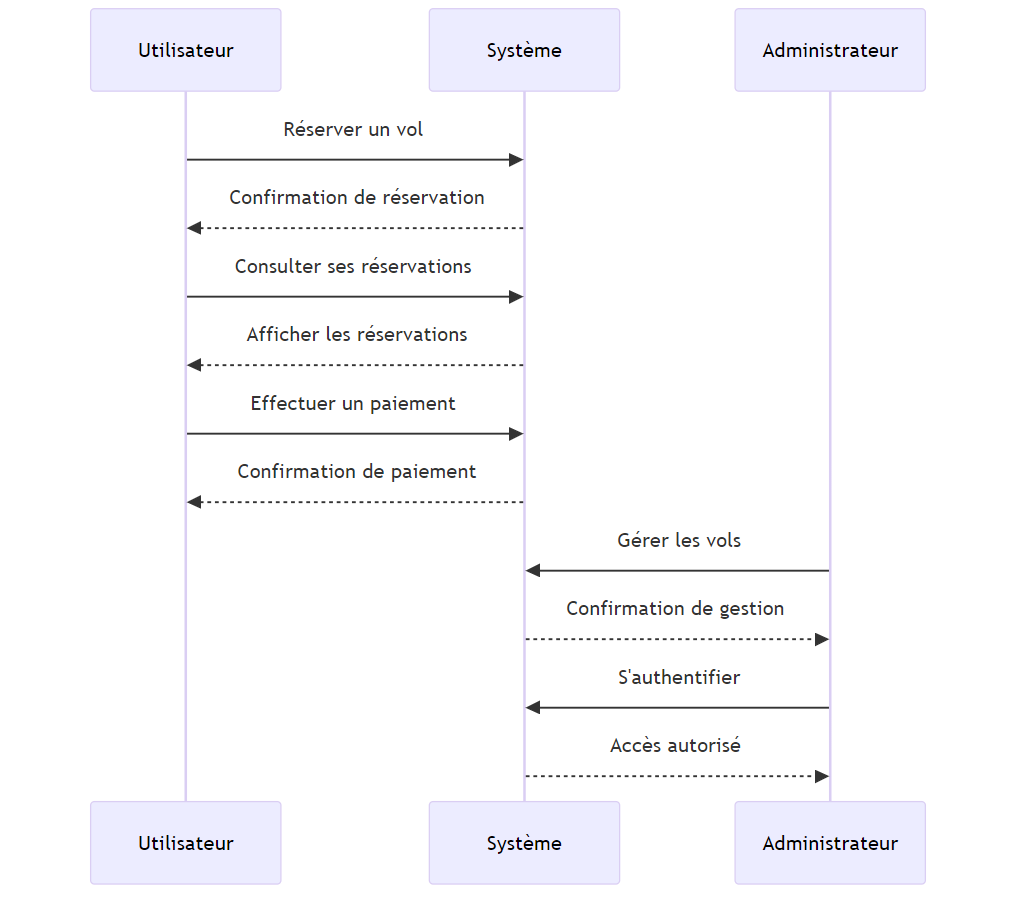 Utilisateur
Système
Administrateur
Réserver un vol
Confirmation de réservation
Consulter ses réservations
Afficher les réservations
Effectuer un paiement
Confirmation de paiement
Gérer les vols
Confirmation de gestion
S'authentifier
Accès autorisé
Utilisateur
Système
Administrateur